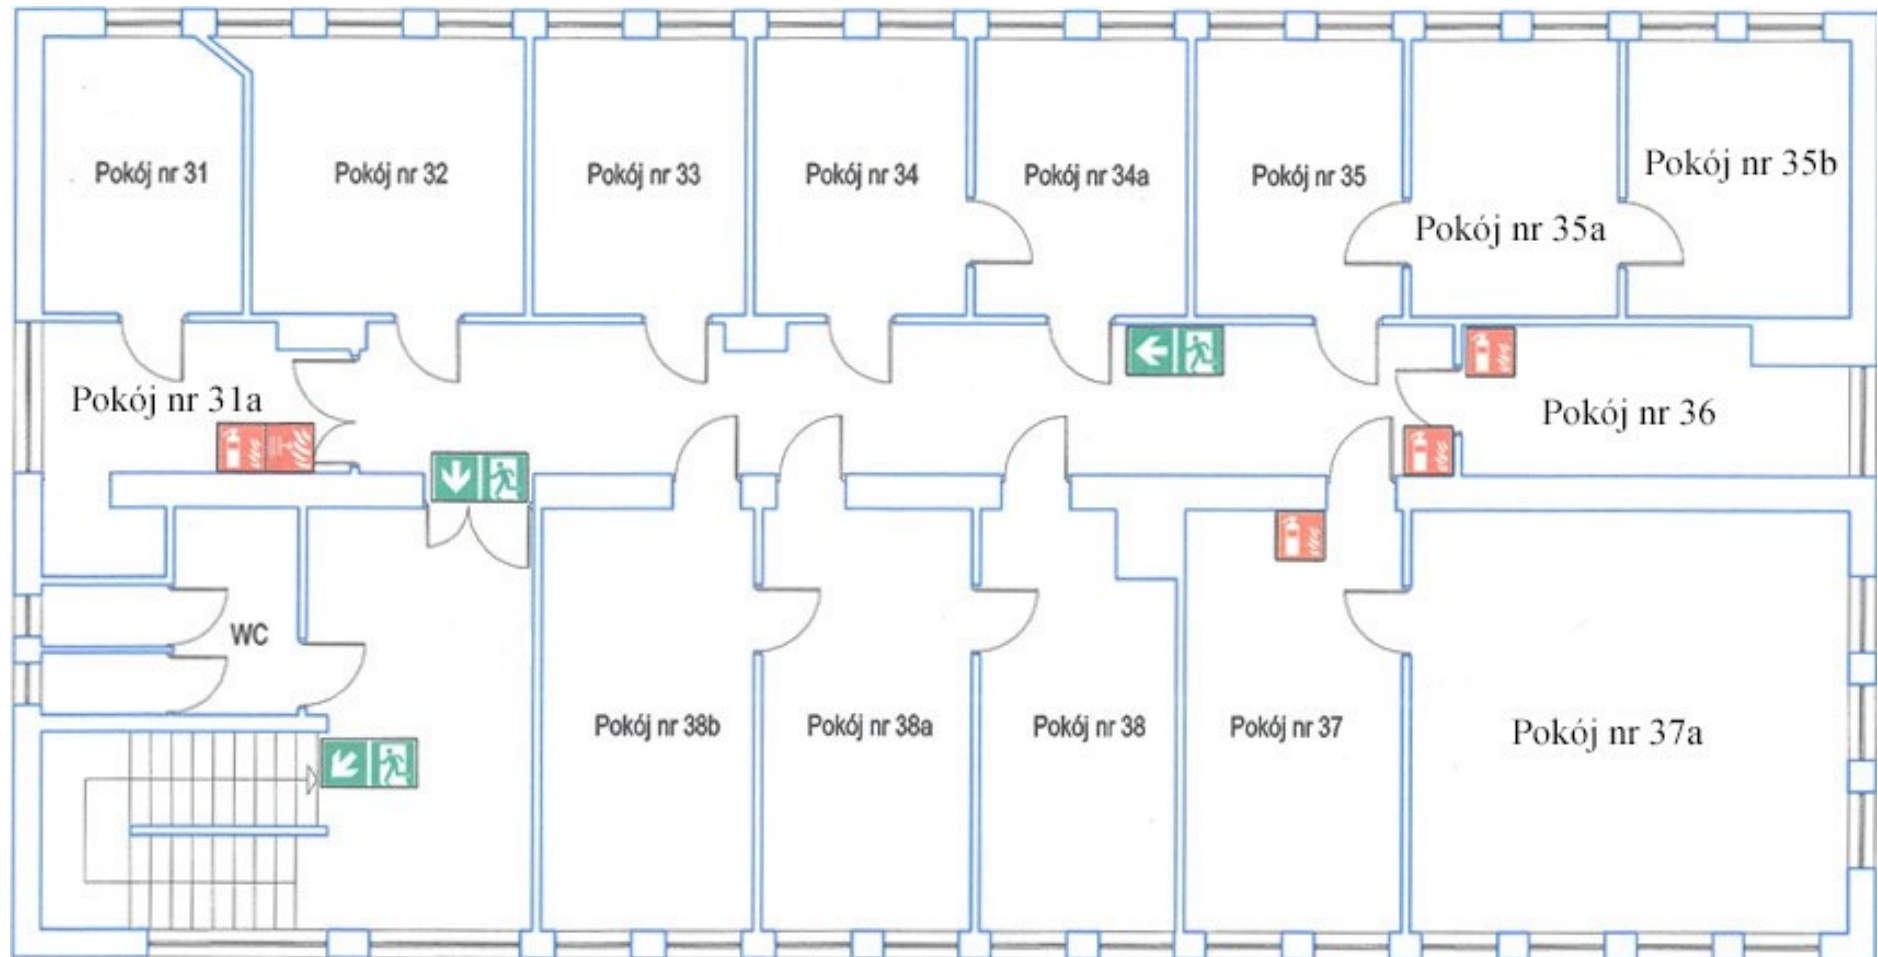 Pokój nr 31
Pokój nr 32
Pokój nr 33
Pokój nr 34
Pokój nr 34a
Pokój nr 35
Pokój nr 35a
Pokój nr 35b
Pokój nr 31a
Pokój nr 36
WC
Pokój nr 38b
Pokój nr 38a
Pokój nr 38
Pokój nr 37
Pokój nr 37a